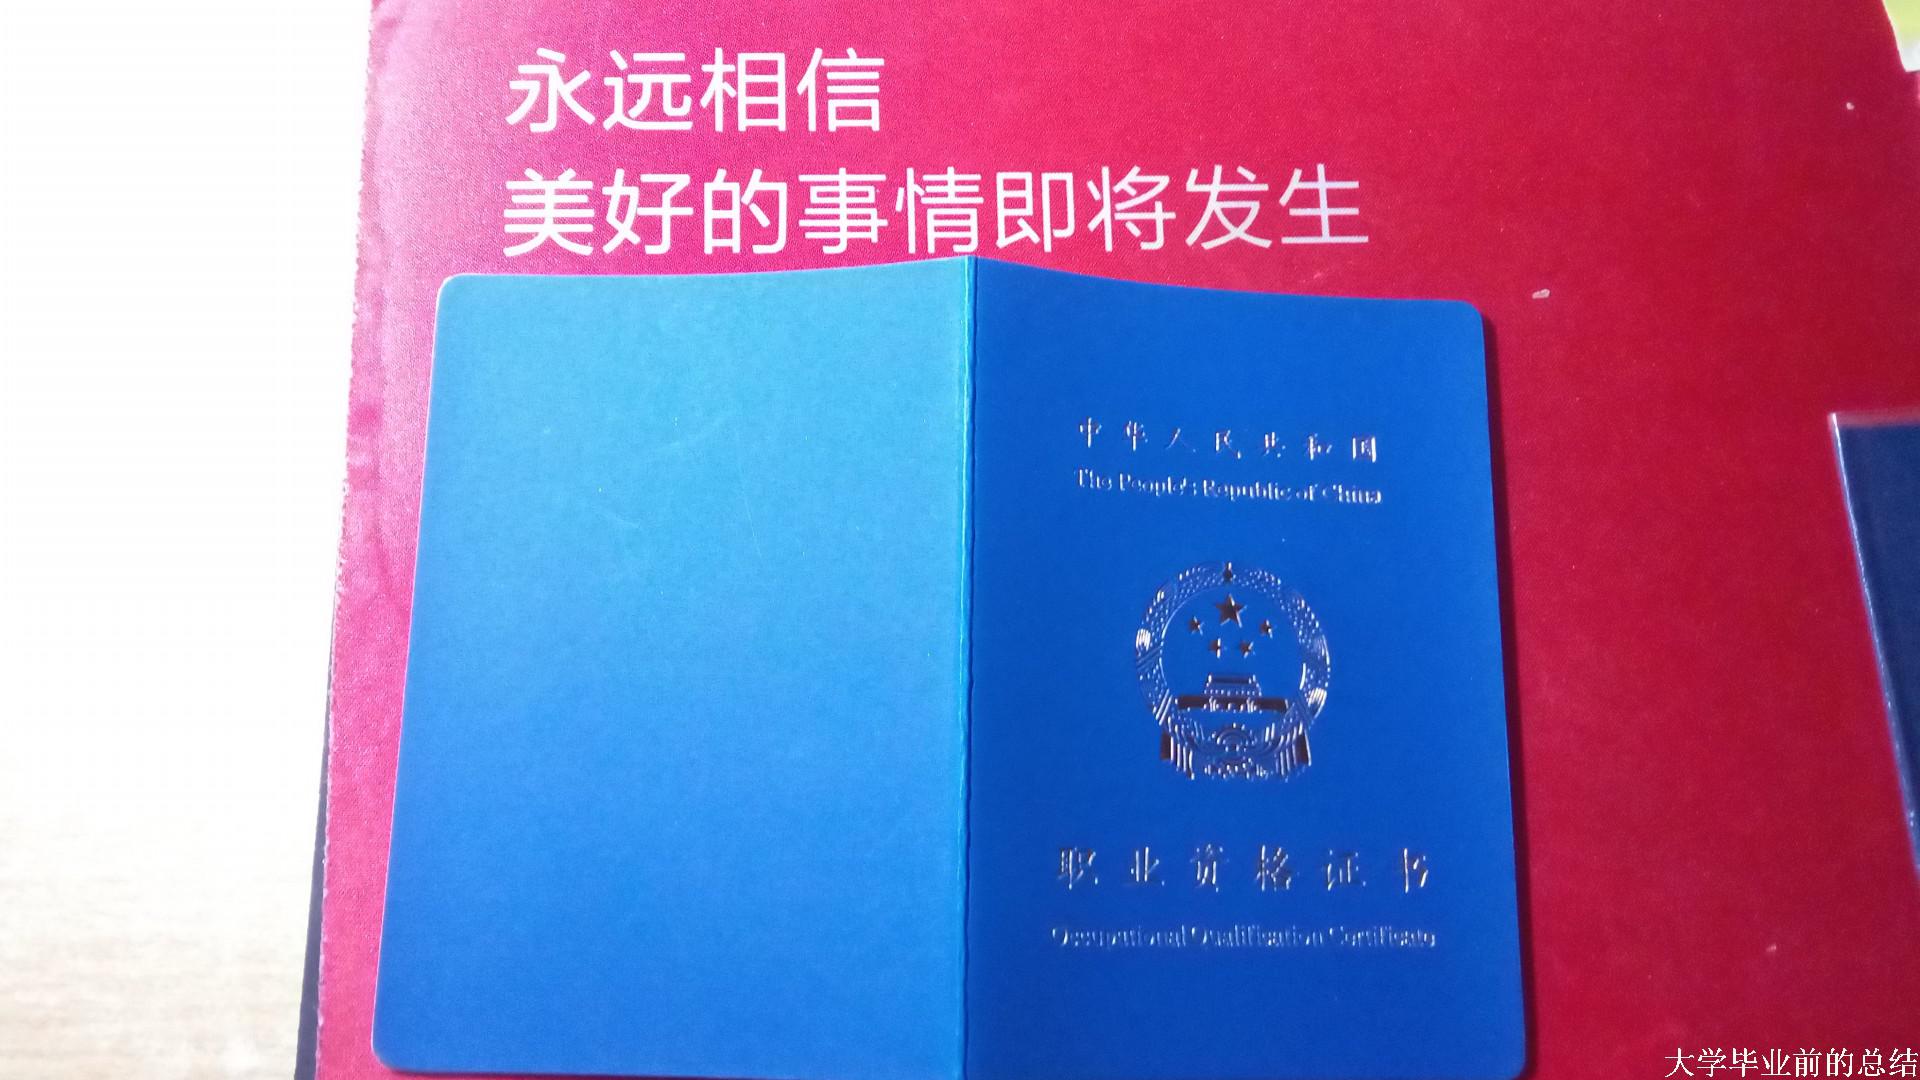 永远相信
美好的事情即将发生
中华人民共和国
The People's Republic of China
职业资格证书
Occupational Qualification Certificate
大学毕业前的总结